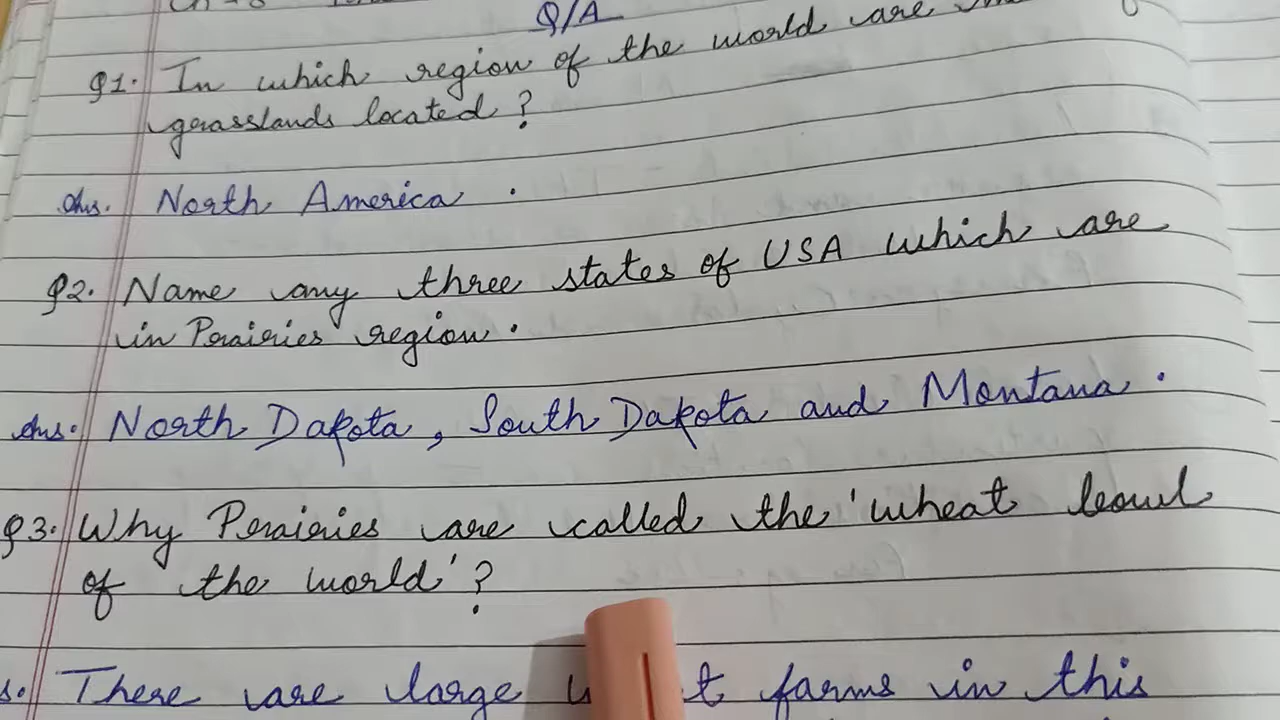 Q/A
Q1. In which region of the world are
grasslands located?
Ans. North America.
Q2. Name any three states of USA which are
in Prairies region.
Ans. North Dakota, South Dakota and Montana.
Q3. Why Prairies are called the 'wheat bowl
of the world'?
There are large farms in this